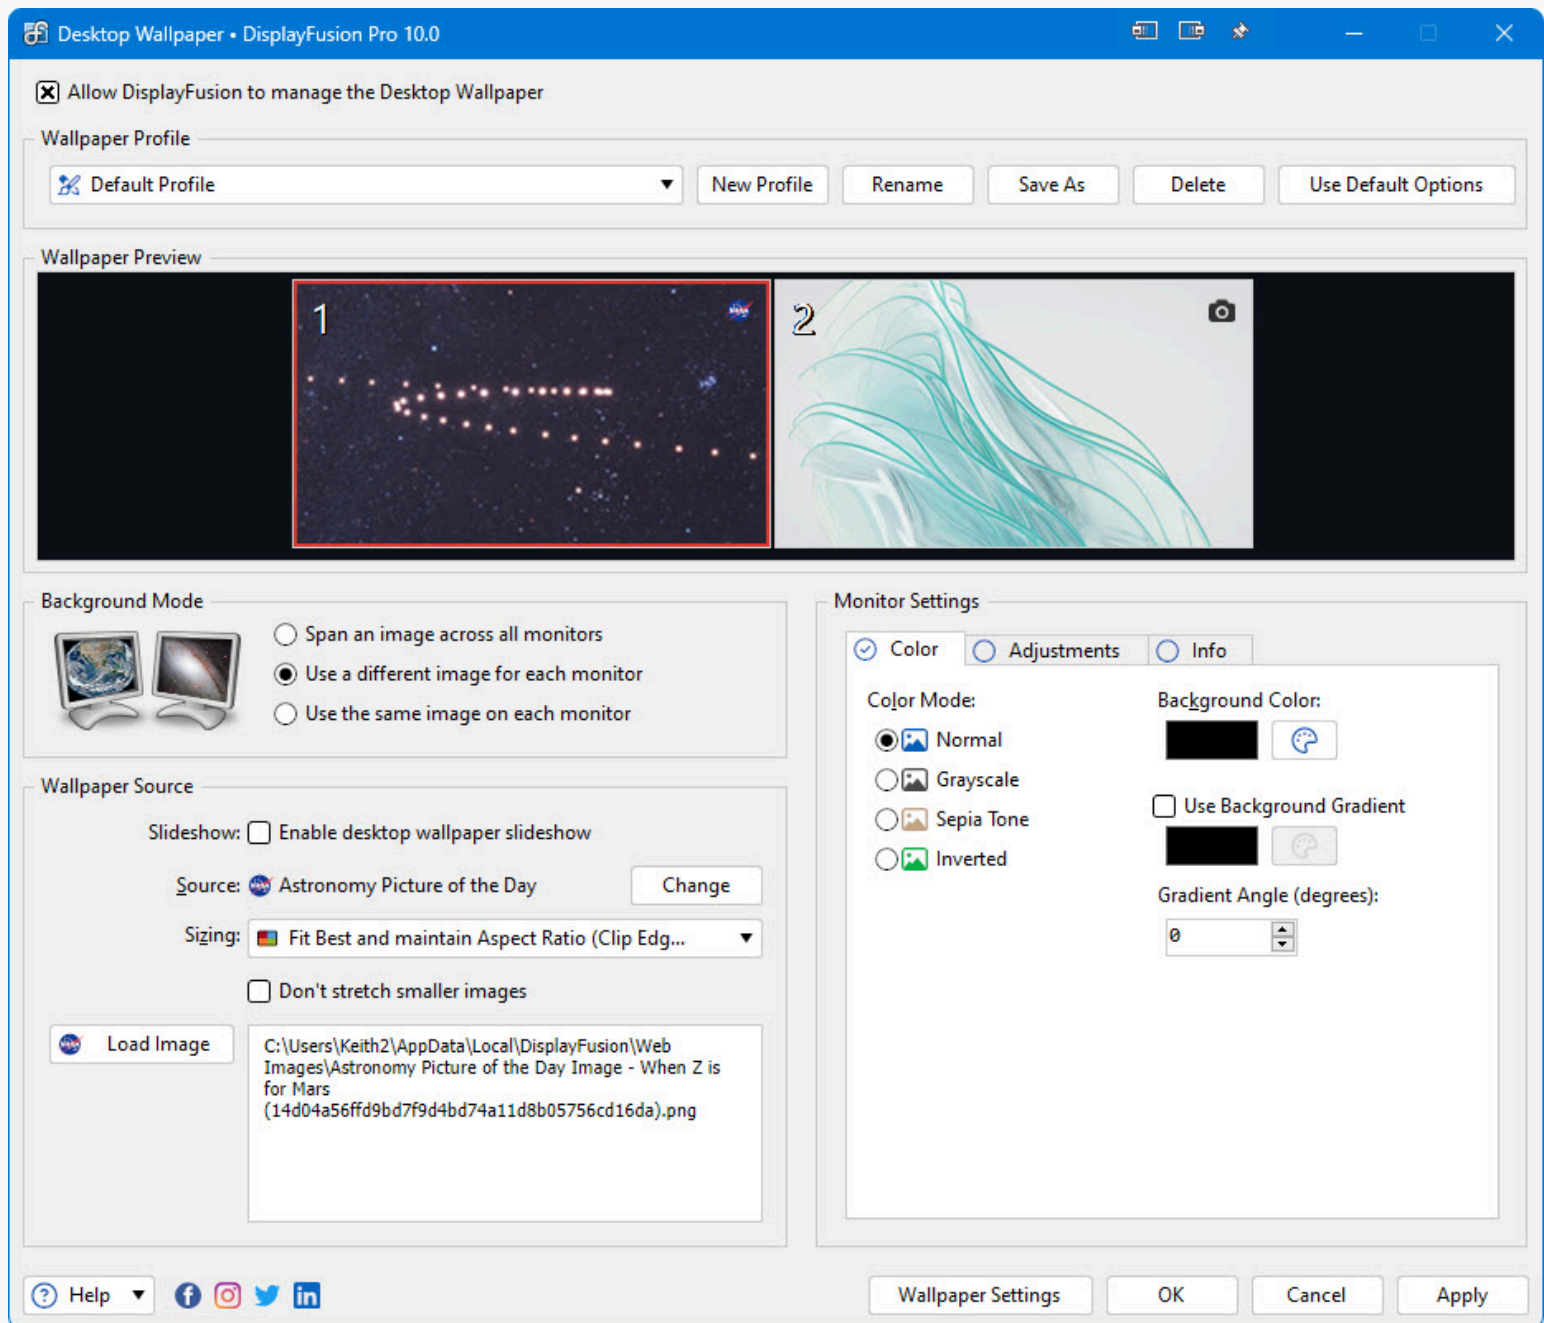 Desktop Wallpaper • DisplayFusion Pro 10.0
Allow DisplayFusion to manage the Desktop Wallpaper
Wallpaper Profile
Default Profile
New Profile
Rename
Save As
Delete
Use Default Options
Wallpaper Preview
1
NASA
2
Background Mode
Span an image across all monitors
Use a different image for each monitor
Use the same image on each monitor
Wallpaper Source
Slideshow: Enable desktop wallpaper slideshow
Source: Astronomy Picture of the Day
Change
Sizing: Fit Best and maintain Aspect Ratio (Clip Edg...
Don't stretch smaller images
Load Image
C:\Users\Keith2\AppData\Local\DisplayFusion\Web
Images\Astronomy Picture of the Day Image - When Z is
for Mars
(14d04a56ffd9bd7f9d4bd74a11d8b05756cd16da).png
Monitor Settings
Color
Adjustments
Info
Color Mode:
Normal
Grayscale
Sepia Tone
Inverted
Background Color:
Use Background Gradient
Gradient Angle (degrees):
0
Help
Wallpaper Settings
OK
Cancel
Apply